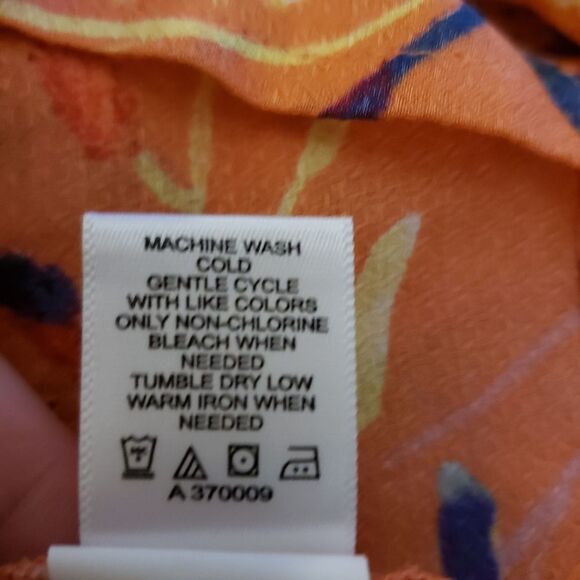 MACHINE WASH
COLD
GENTLE CYCLE
WITH LIKE COLORS
ONLY NON-CHLORINE
BLEACH WHEN
NEEDED
TUMBLE DRY LOW
WARM IRON WHEN
NEEDED
A 370009